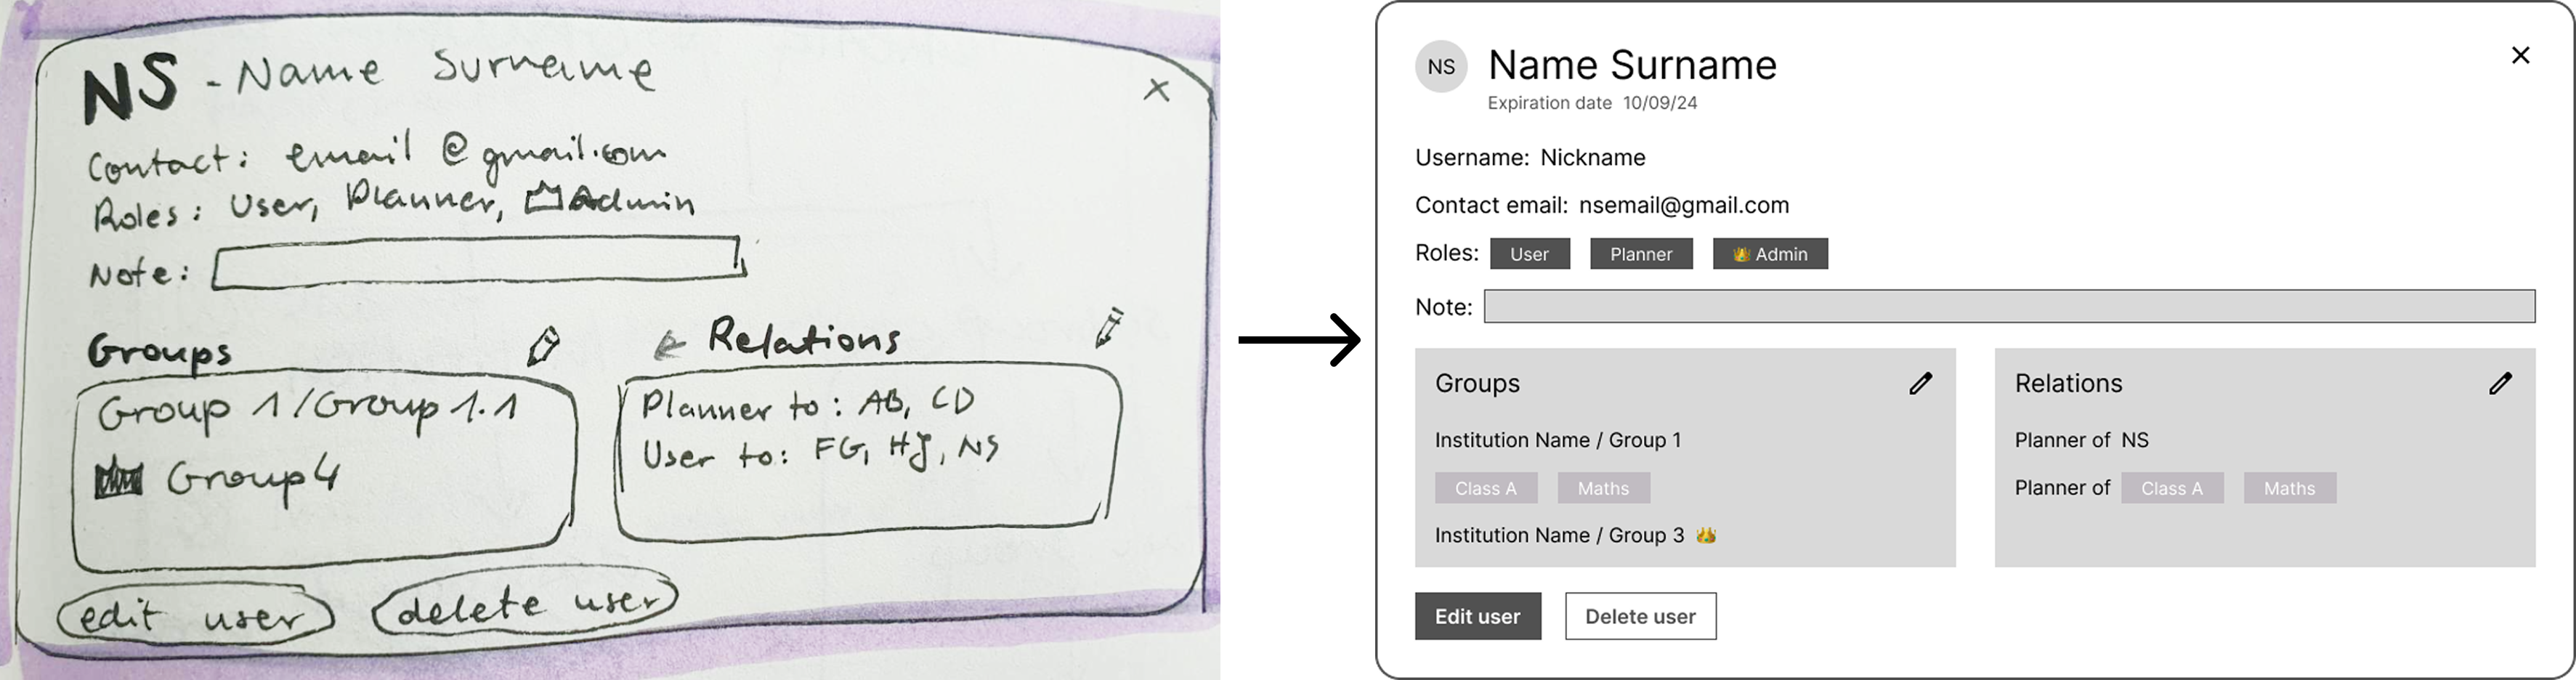 NS - Name Surname
×
Contact: email @ gmail.com
Roles: User, Planner, Admin
Note:
Groups
Group 1/Group 1.1
Group 4
Relations
Planner to: AB, CD
User to: FG, HJ, NS
edit user
delete user
NS
Name Surname
Expiration date 10/09/24
Username: Nickname
Contact email: nsemail@gmail.com
Roles: User Planner 👑 Admin
Note:
Groups
Institution Name / Group 1
Class A Maths
Institution Name / Group 3 👑
Relations
Planner of NS
Planner of Class A Maths
Edit user
Delete user